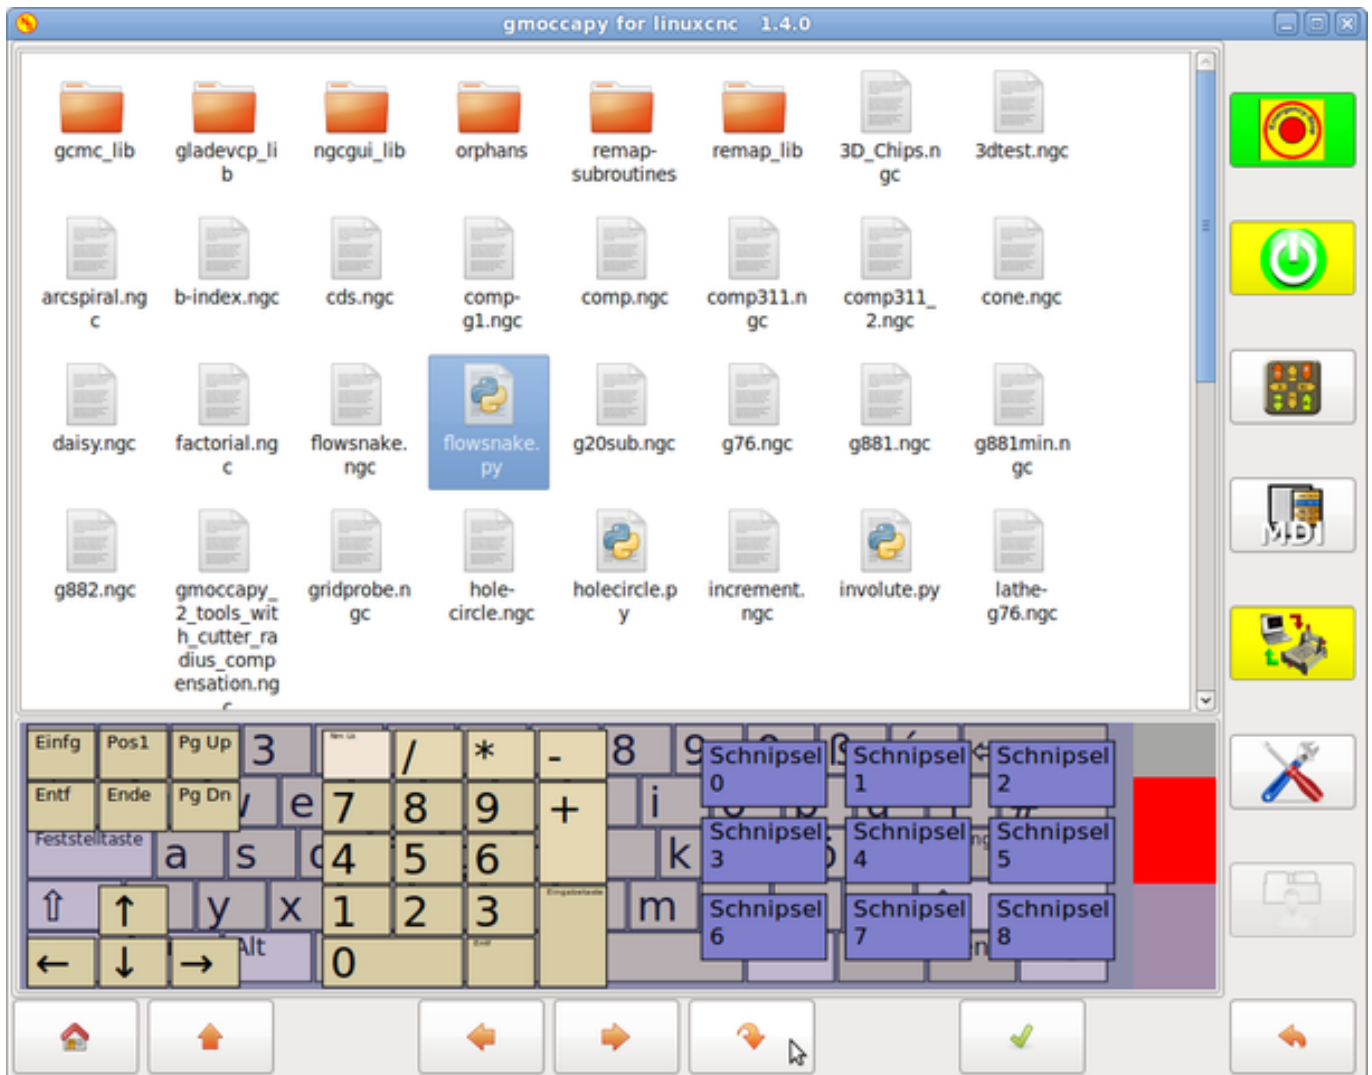 gmoccapy for linuxcnc 1.4.0
gcmc_lib
gladevcp_li
b
ngcgui_lib
orphans
remap-
subroutines
remap_lib
3D_Chips.n
gc
3dtest.ngc
arcspiral.ng
c
b-index.ngc
cds.ngc
comp-
g1.ngc
comp.ngc
comp311.n
gc
comp311_
2.ngc
cone.ngc
daisy.ngc
factorial.ng
c
flowsnake.
ngc
flowsnake.
py
g20sub.ngc
g76.ngc
g881.ngc
g881min.n
gc
g882.ngc
gmoccapy_
2_tools_wit
h_cutter_ra
dius_comp
ensation.ng
c
gridprobe.n
gc
hole-
circle.ngc
holecircle.p
y
increment.
ngc
involute.py
lathe-
g76.ngc
Emergency Stop
MDI
Einfg Pos1 Pg Up 3 / * - 8 9
Schnipsel
0
Schnipsel
1
Schnipsel
2
Entf Ende Pg Dn e 7 8 9 + i
Feststelltaste a s 4 5 6 k
Schnipsel
3
Schnipsel
4
Schnipsel
5
⇧ ↑ y x 1 2 3 Eingabetaste m
Schnipsel
6
Schnipsel
7
Schnipsel
8
← ↓ → Alt 0 Entf